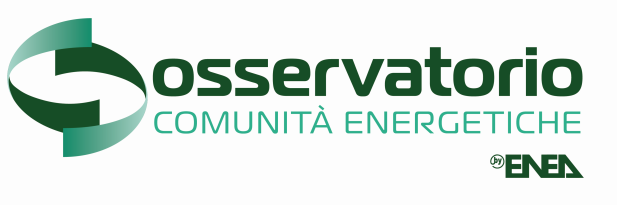 osservatorio
COMUNITÀ ENERGETICHE
by ENEA